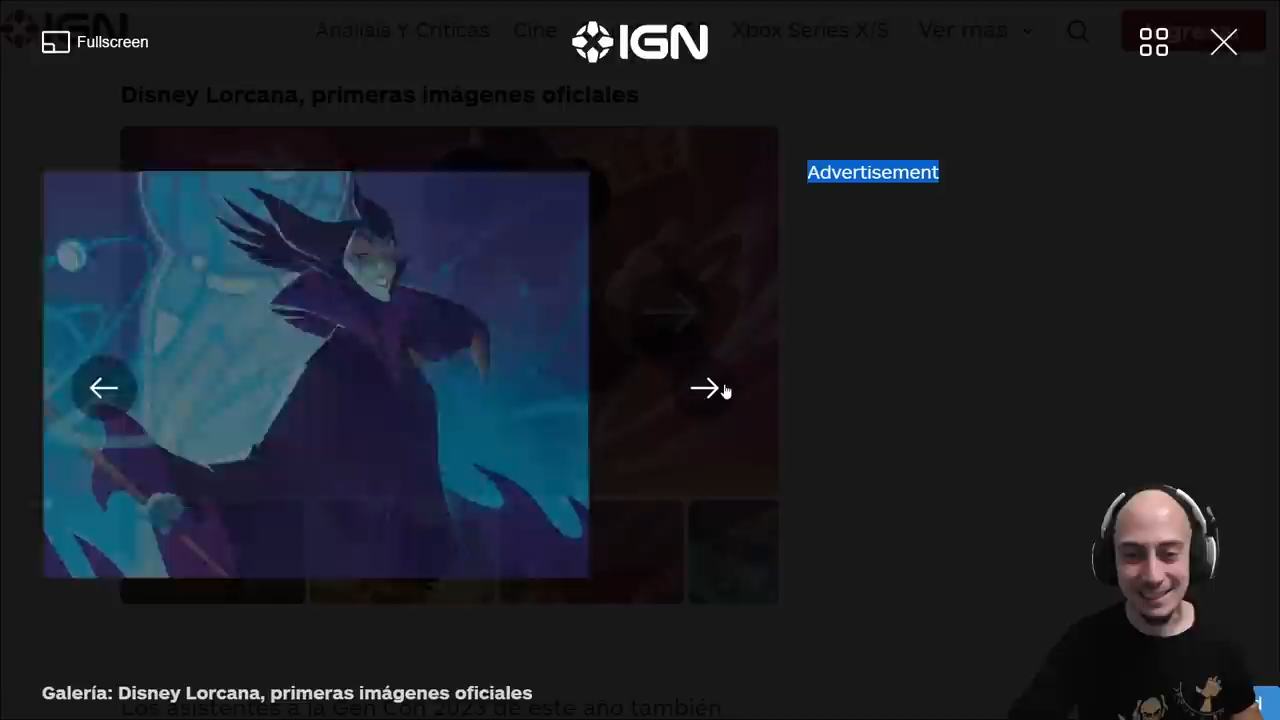 Fullscreen
IGN
Análisis Y Críticas
Cine
Xbox Series X/S
Ver más
Disney Lorcana, primeras imágenes oficiales
Advertisement
Galería: Disney Lorcana, primeras imágenes oficiales
Los asistentes a la Gen Con 2023 de este año también